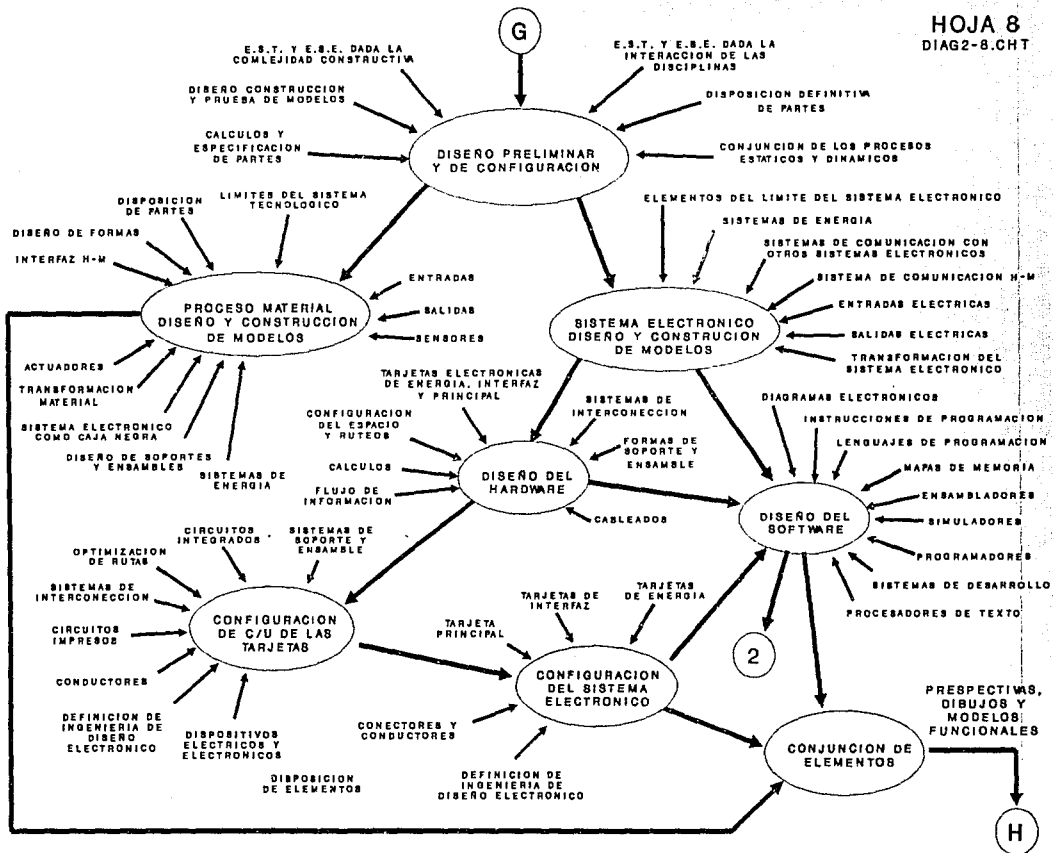 HOJA 8
DIAG2-8.CHT
G
E.S.T. Y E.S.E. DADA LA
COMLEJIDAD CONSTRUCTIVA
DISEÑO CONSTRUCCION
Y PRUEBA DE MODELOS
CALCULOS Y
ESPECIFICACION
DE PARTES
E.S.T. Y E.S.E. DADA LA
INTERACCION DE LAS
DISCIPLINAS
DISPOSICION DEFINITIVA
DE PARTES
CONJUNCION DE LOS PROCESOS
ESTATICOS Y DINAMICOS
DISEÑO PRELIMINAR
Y DE CONFIGURACION
DISPOSICION
DE PARTES
LIMITES DEL SISTEMA
TECNOLOGICO
DISEÑO DE FORMAS
INTERFAZ H-M
ENTRADAS
SALIDAS
SENSORES
PROCESO MATERIAL
DISEÑO Y CONSTRUCCION
DE MODELOS
ACTUADORES
TRANSFORMACION
MATERIAL
SISTEMA ELECTRONICO
COMO CAJA NEGRA
DISEÑO DE SOPORTES
Y ENSAMBLES
SISTEMAS DE
ENERGIA
ELEMENTOS DEL LIMITE DEL SISTEMA ELECTRONICO
SISTEMAS DE ENERGIA
SISTEMAS DE COMUNICACION CON
OTROS SISTEMAS ELECTRONICOS
SISTEMA DE COMUNICACION H-M
ENTRADAS ELECTRICAS
SALIDAS ELECTRICAS
TRANSFORMACION DEL
SISTEMA ELECTRONICO
SISTEMA ELECTRONICO
DISEÑO Y CONSTRUCION
DE MODELOS
TARJETAS ELECTRONICAS
DE ENERGIA, INTERFAZ
Y PRINCIPAL
CONFIGURACION
DEL ESPACIO
Y RUTEOS
CALCULOS
FLUJO DE
INFORMACION
SISTEMAS DE
INTERCONECCION
FORMAS DE
SOPORTE Y
ENSAMBLE
CABLEADOS
DISEÑO DEL
HARDWARE
DIAGRAMAS ELECTRONICOS
INSTRUCCIONES DE PROGRAMACION
LENGUAJES DE PROGRAMACION
MAPAS DE MEMORIA
ENSAMBLADORES
SIMULADORES
PROGRAMADORES
SISTEMAS DE DESARROLLO
PROCESADORES DE TEXTO
DISEÑO DEL
SOFTWARE
CIRCUITOS
INTEGRADOS
SISTEMAS DE
SOPORTE Y
ENSAMBLE
OPTIMIZACION
DE RUTAS
SISTEMAS DE
INTERCONECCION
CIRCUITOS
IMPRESOS
CONDUCTORES
DEFINICION DE
INGENIERIA DE
DISEÑO
ELECTRONICO
DISPOSITIVOS
ELECTRICOS Y
ELECTRONICOS
CONFIGURACION
DE C/U DE LAS
TARJETAS
TARJETA
PRINCIPAL
TARJETAS DE
INTERFAZ
TARJETAS
DE ENERGIA
CONECTORES Y
CONDUCTORES
DISPOSICION
DE ELEMENTOS
DEFINICION DE
INGENIERIA DE
DISEÑO ELECTRONICO
CONFIGURACION
DEL SISTEMA
ELECTRONICO
2
CONJUNCION DE
ELEMENTOS
PRESPECTIVAS,
DIBUJOS Y
MODELOS
FUNCIONALES
H